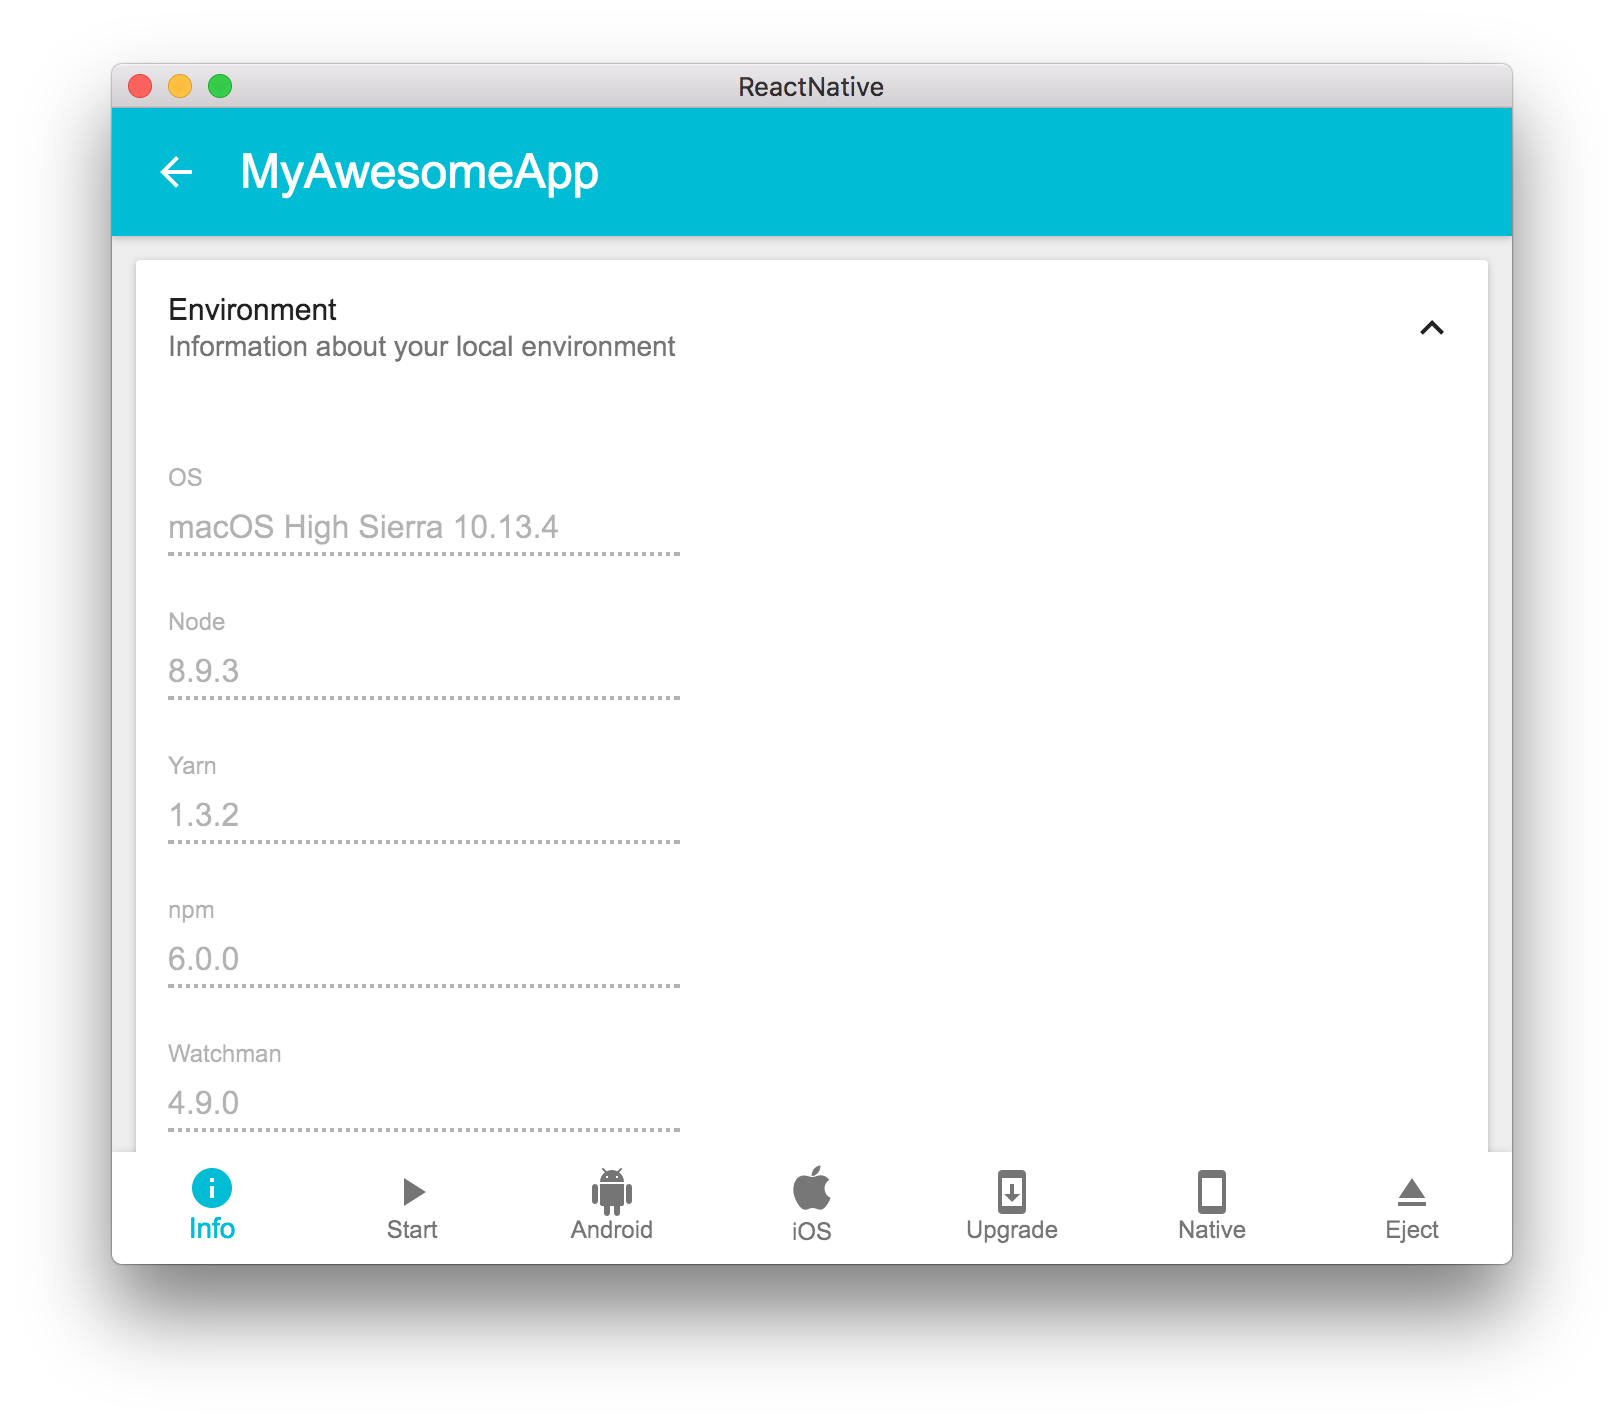 ReactNative
MyAwesomeApp
Environment
Information about your local environment
OS
macOS High Sierra 10.13.4
Node
8.9.3
Yarn
1.3.2
npm
6.0.0
Watchman
4.9.0
Info Start Android iOS Upgrade Native Eject